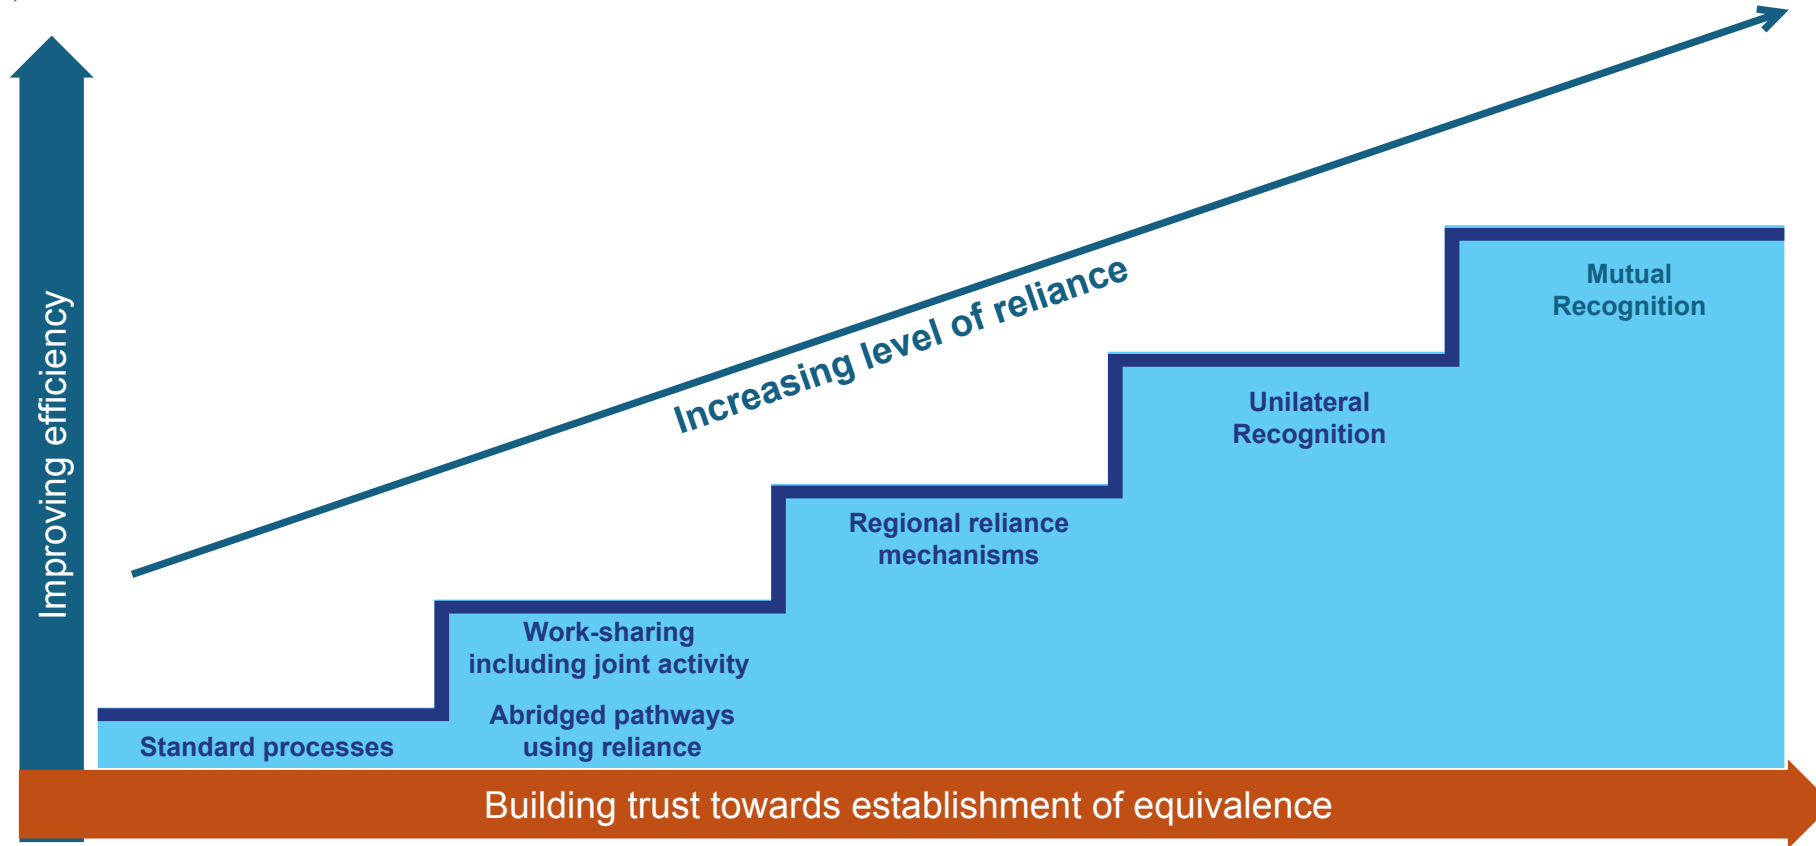 Improving efficiency
Increasing level of reliance
Mutual
Recognition
Unilateral
Recognition
Regional reliance
mechanisms
Work-sharing
including joint activity
Abridged pathways
using reliance
Standard processes
Building trust towards establishment of equivalence